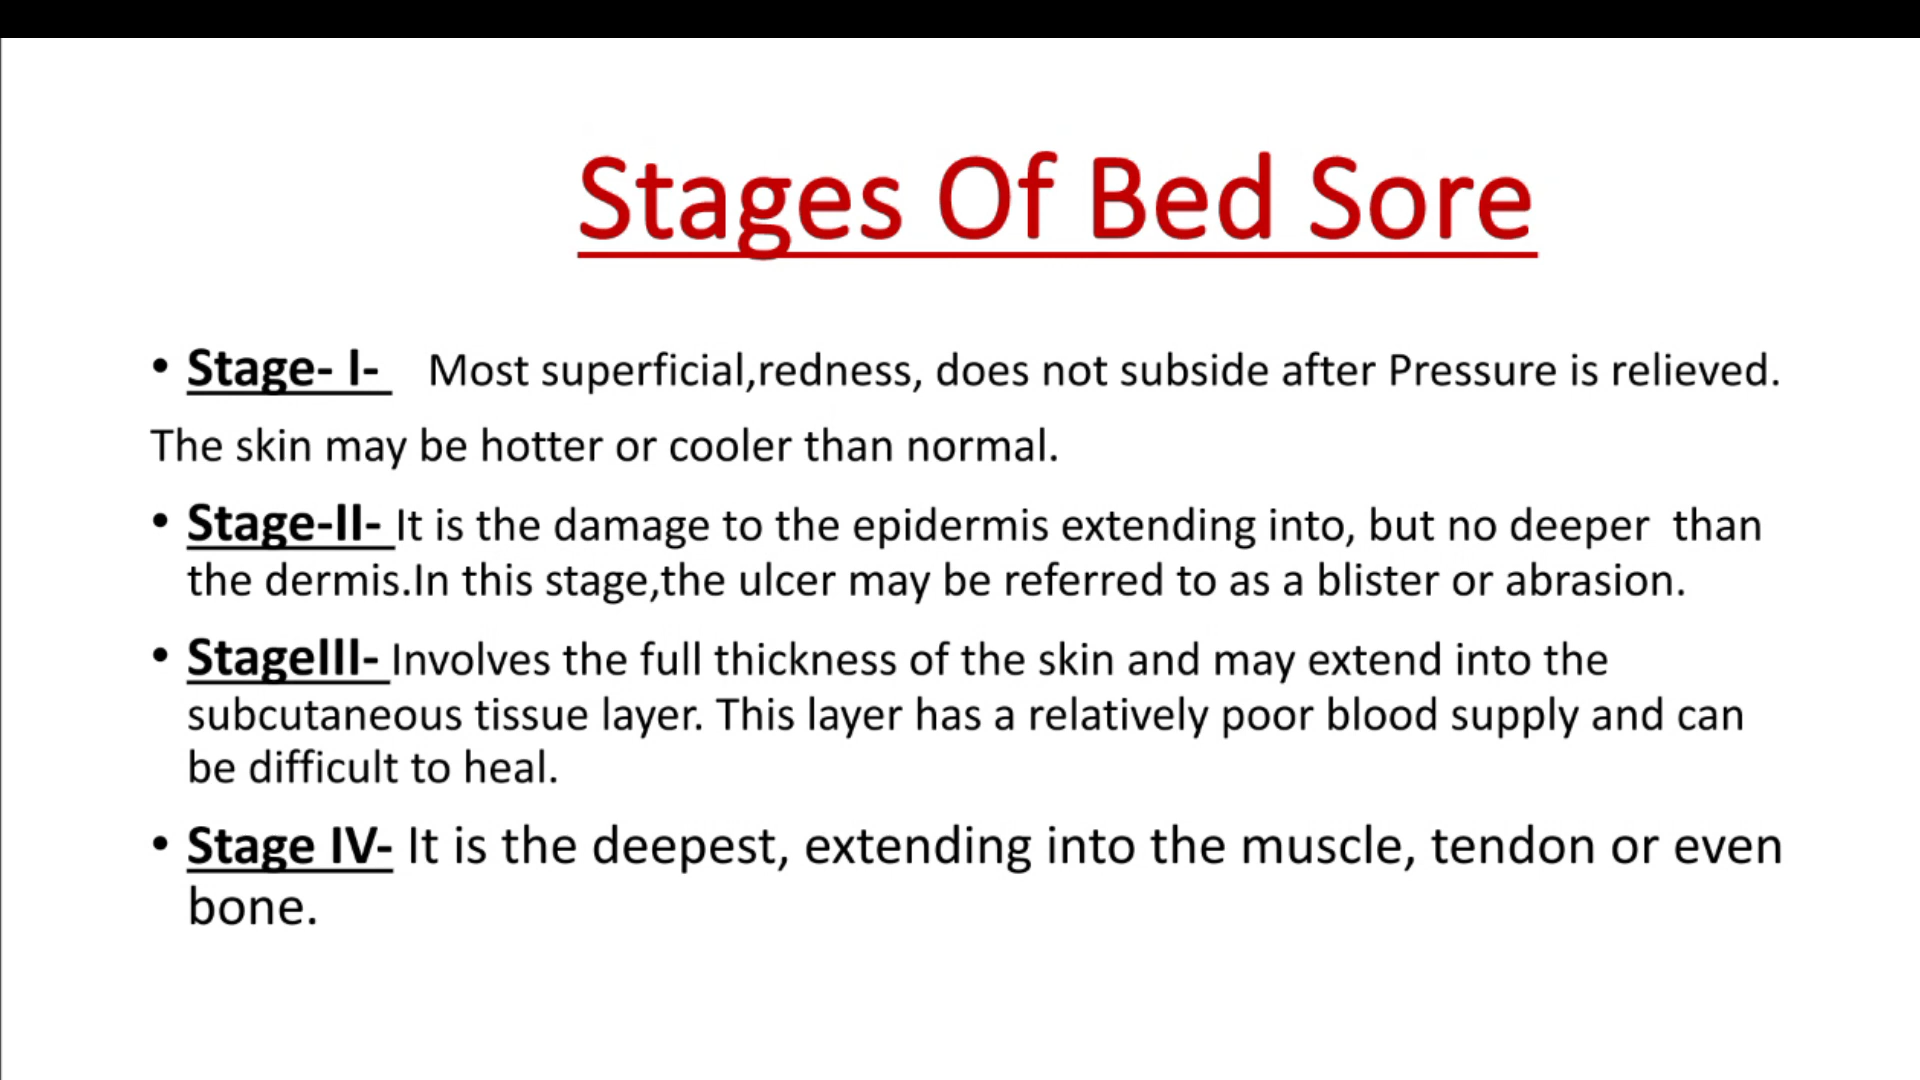 Stages Of Bed Sore
• Stage- I- Most superficial,redness, does not subside after Pressure is relieved.
The skin may be hotter or cooler than normal.
• Stage-II- It is the damage to the epidermis extending into, but no deeper than
the dermis.In this stage,the ulcer may be referred to as a blister or abrasion.
• StageIII- Involves the full thickness of the skin and may extend into the
subcutaneous tissue layer. This layer has a relatively poor blood supply and can
be difficult to heal.
• Stage IV- It is the deepest, extending into the muscle, tendon or even
bone.